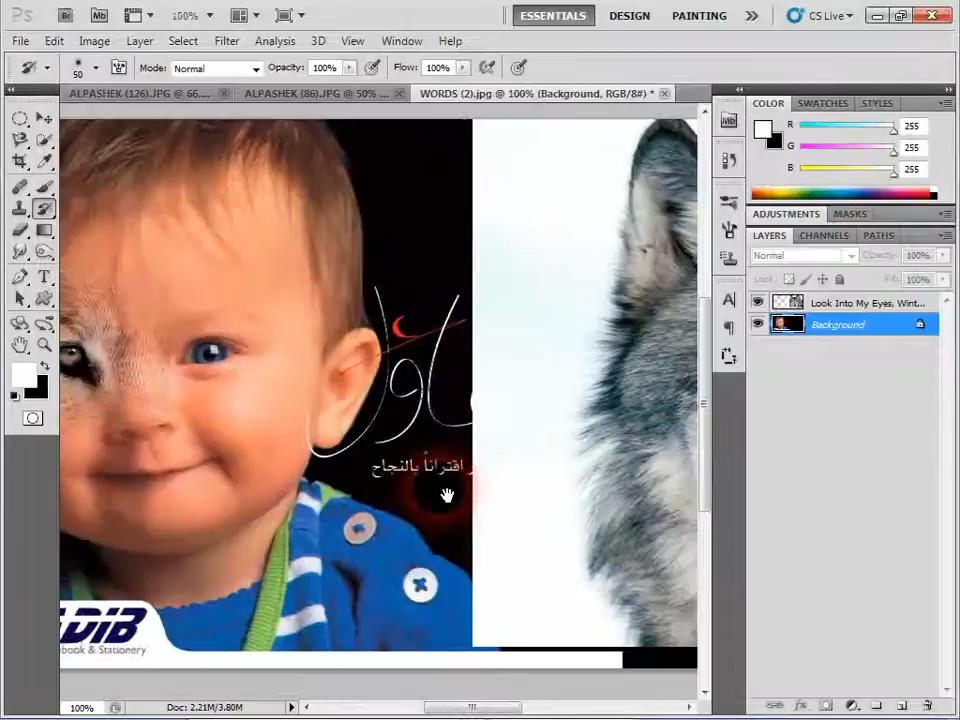 Ps Br Mb 100% ESSENTIALS DESIGN PAINTING CS Live
File Edit Image Layer Select Filter Analysis 3D View Window Help
50 Mode: Normal Opacity: 100% Flow: 100%
ALPASHEK (126).JPG @ 66.... ALPASHEK (86).JPG @ 50% ... WORDS (2).jpg @ 100% (Background, RGB/8#) *
COLOR SWATCHES STYLES
R 255
G 255
B 255
ADJUSTMENTS MASKS
LAYERS CHANNELS PATHS
Normal Opacity: 100%
Lock: Fill: 100%
Look Into My Eyes, Wint...
Background
اقتراناً بالنجاح
DIB
book & Stationery
100% Doc: 2.21M/3.80M